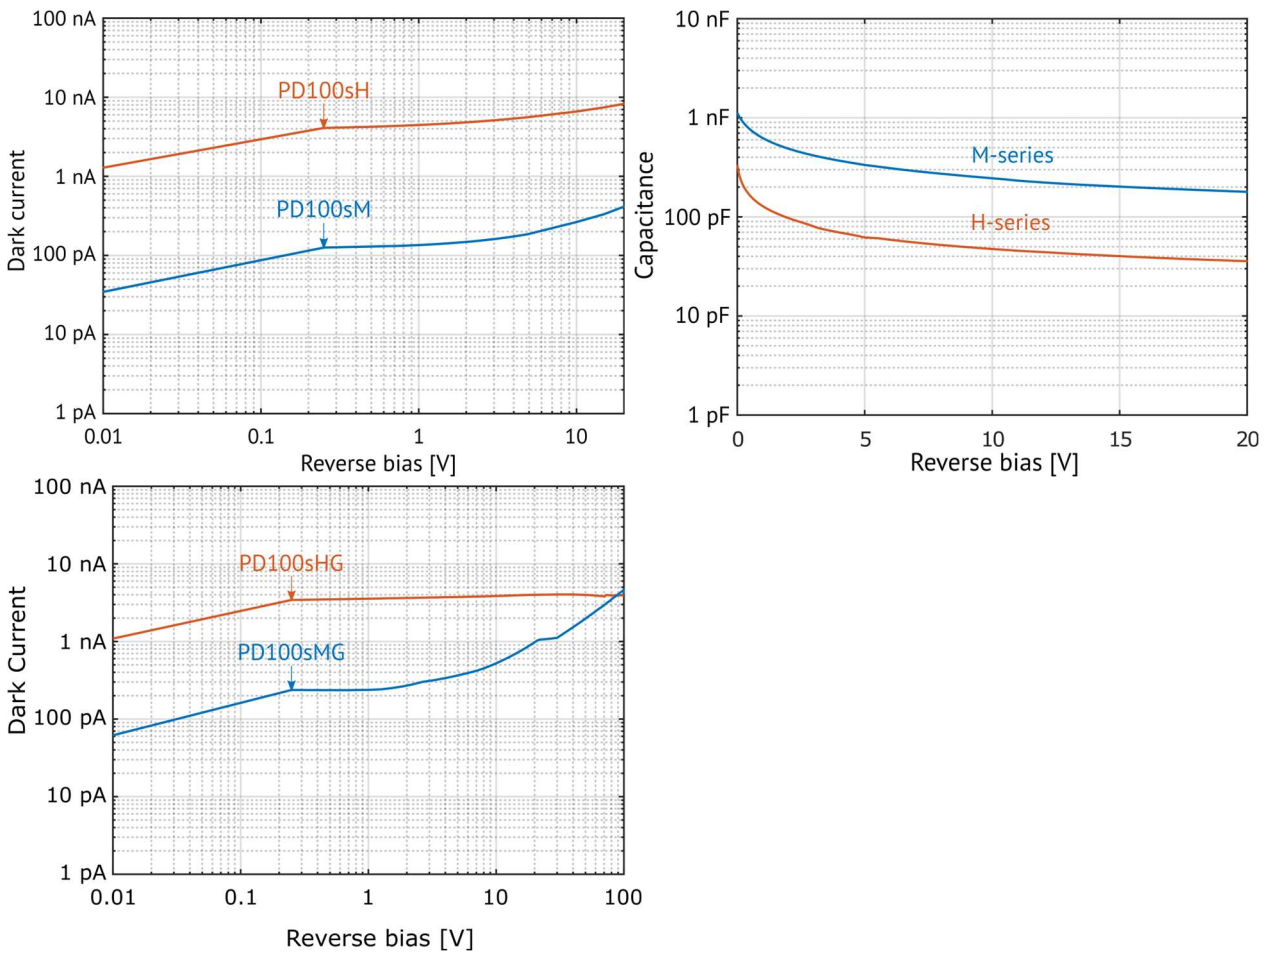 100 nA
10 nA
1 nA
100 pA
10 pA
1 pA
Dark current
PD100sH
PD100sM
0.01 0.1 1 10
Reverse bias [V]
10 nF
1 nF
100 pF
10 pF
1 pF
Capacitance
M-series
H-series
0 5 10 15 20
Reverse bias [V]
100 nA
10 nA
1 nA
100 pA
10 pA
1 pA
Dark Current
PD100sHG
PD100sMG
0.01 0.1 1 10 100
Reverse bias [V]